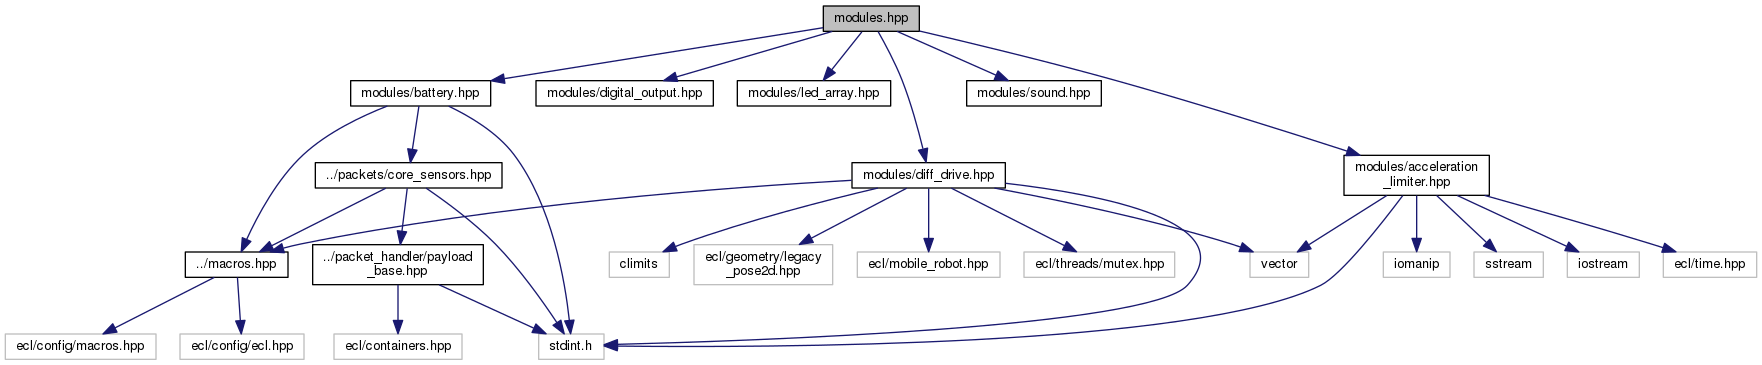 modules.hpp
modules/battery.hpp
modules/digital_output.hpp
modules/led_array.hpp
modules/sound.hpp
../packets/core_sensors.hpp
modules/diff_drive.hpp
modules/acceleration
_limiter.hpp
../macros.hpp
../packet_handler/payload
_base.hpp
climits
ecl/geometry/legacy
_pose2d.hpp
ecl/mobile_robot.hpp
ecl/threads/mutex.hpp
vector
iomanip
sstream
iostream
ecl/time.hpp
ecl/config/macros.hpp
ecl/config/ecl.hpp
ecl/containers.hpp
stdint.h